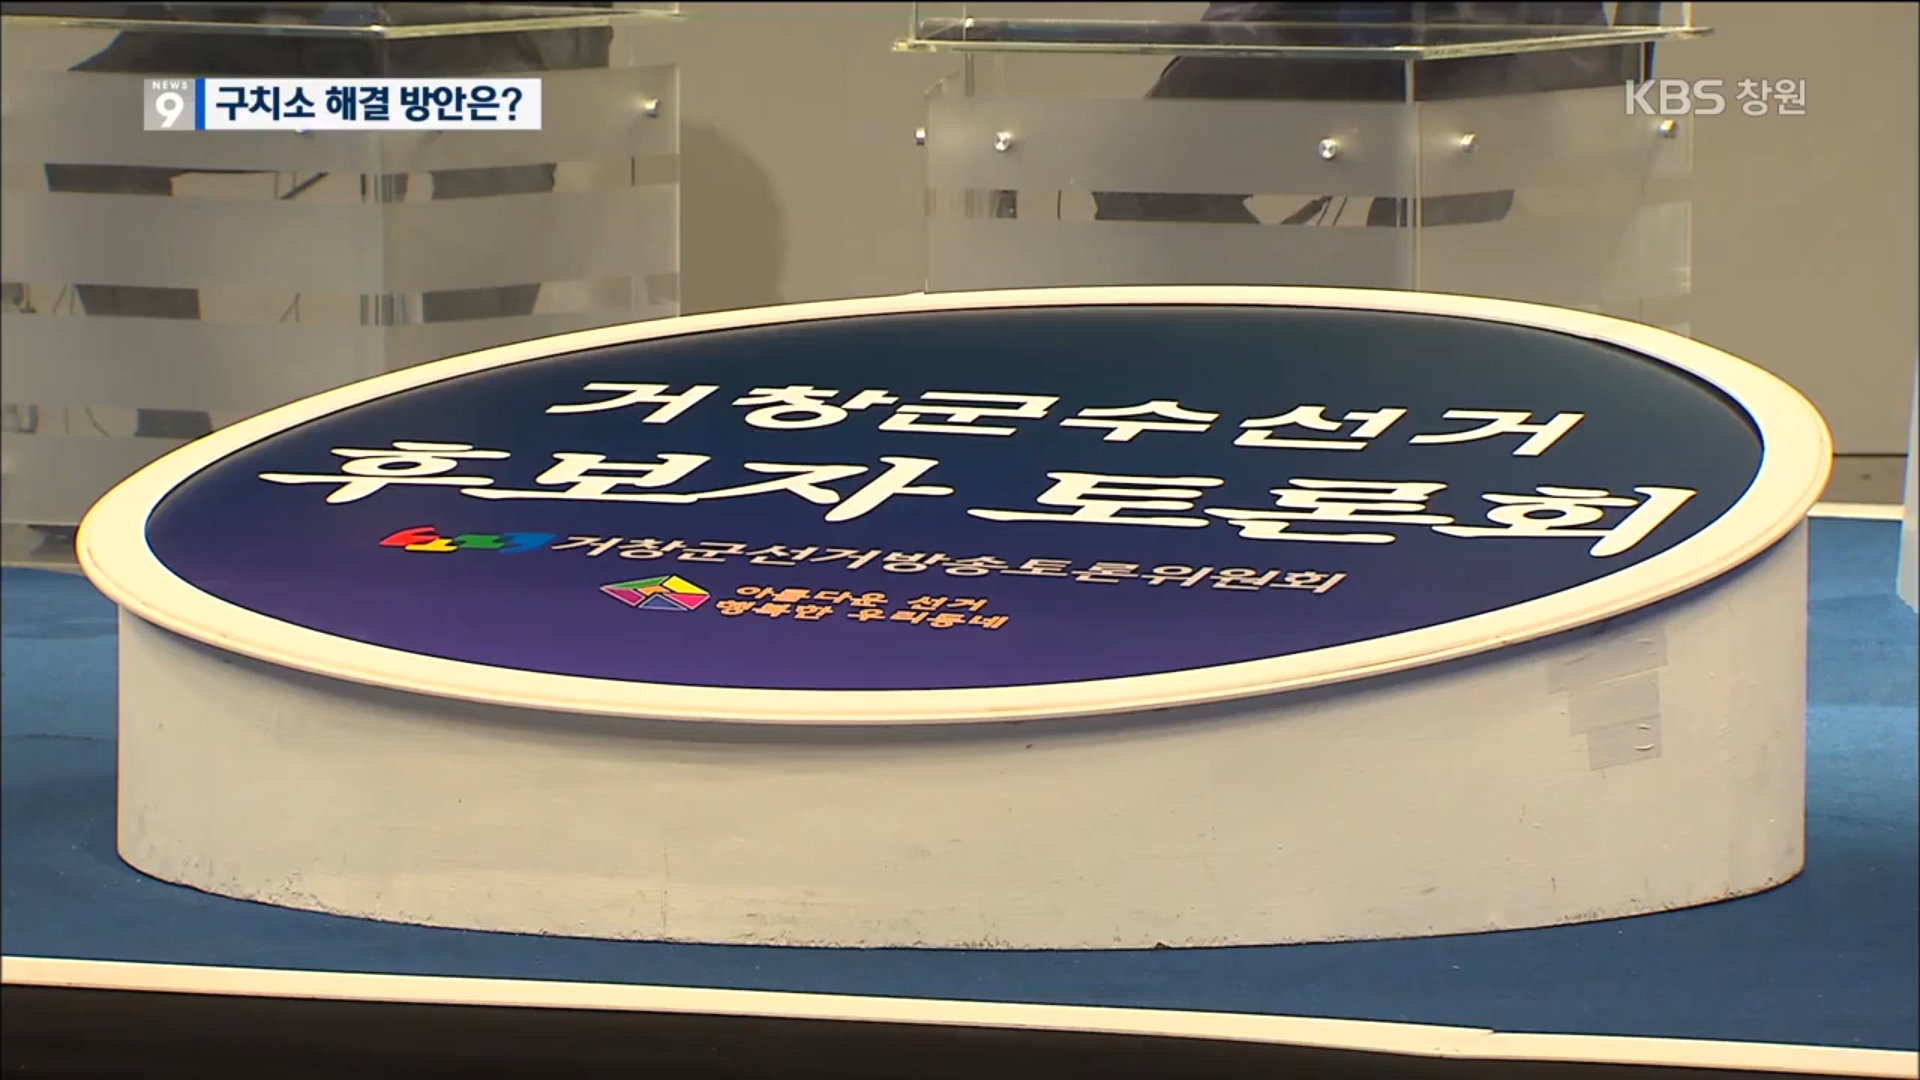 NEWS 9 구치소 해결 방안은?
KBS 창원
거창군수선거
후보자 토론회
거창군선거방송토론위원회
아름다운 선거
행복한 우리동네